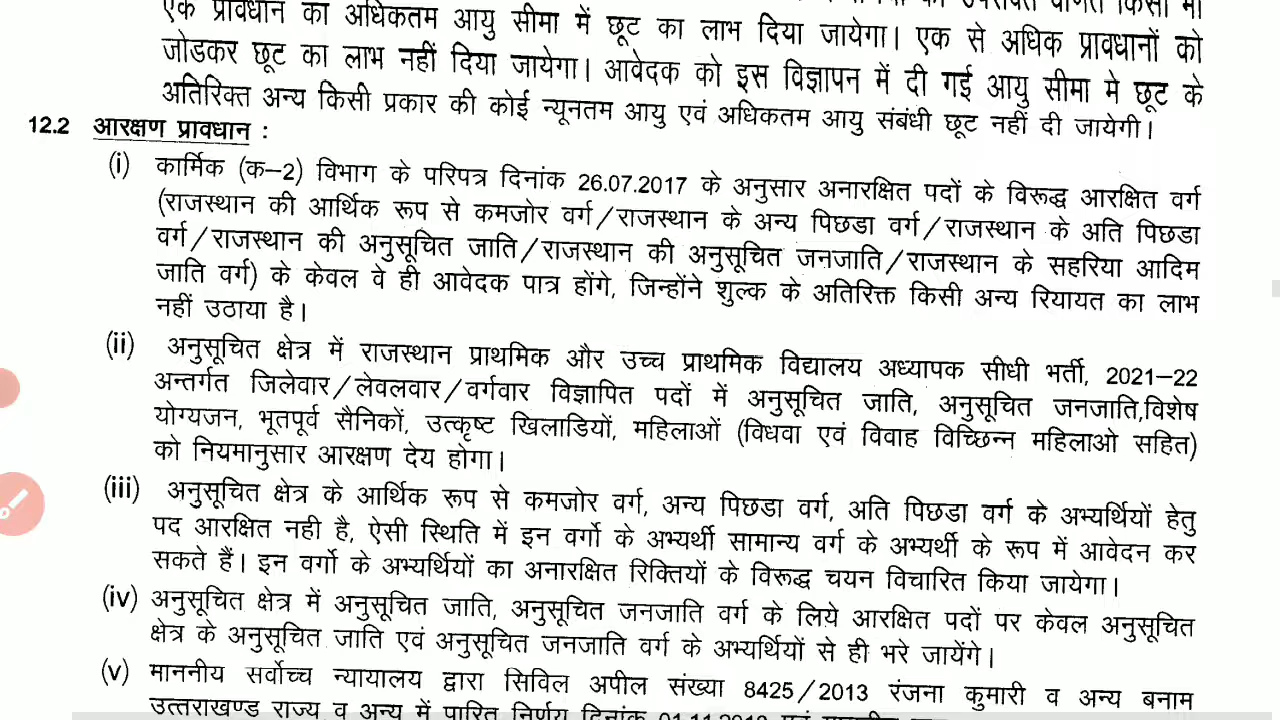 एक प्रावधान का अधिकतम आयु सीमा में छूट का लाभ दिया जायेगा। एक से अधिक प्रावधानों को
जोडकर छूट का लाभ नहीं दिया जायेगा। आवेदक को इस विज्ञापन में दी गई आयु सीमा मे छूट के
अतिरिक्त अन्य किसी प्रकार की कोई न्यूनतम आयु एवं अधिकतम आयु संबंधी छूट नहीं दी जायेगी।
12.2 आरक्षण प्रावधान :
(i) कार्मिक (क–2) विभाग के परिपत्र दिनांक 26.07.2017 के अनुसार अनारक्षित पदों के विरूद्ध आरक्षित वर्ग
(राजस्थान की आर्थिक रूप से कमजोर वर्ग/राजस्थान के अन्य पिछडा वर्ग/राजस्थान के अति पिछडा
वर्ग/राजस्थान की अनुसूचित जाति/राजस्थान की अनुसूचित जनजाति/राजस्थान के सहरिया आदिम
जाति वर्ग) के केवल वे ही आवेदक पात्र होंगे, जिन्होंने शुल्क के अतिरिक्त किसी अन्य रियायत का लाभ
नहीं उठाया है।
(ii) अनुसूचित क्षेत्र में राजस्थान प्राथमिक और उच्च प्राथमिक विद्यालय अध्यापक सीधी भर्ती, 2021–22
अन्तर्गत जिलेवार/लेवलवार/वर्गवार विज्ञापित पदों में अनुसूचित जाति, अनुसूचित जनजाति,विशेष
योग्यजन, भूतपूर्व सैनिकों, उत्कृष्ट खिलाडियों, महिलाओं (विधवा एवं विवाह विच्छिन्न महिलाओ सहित)
को नियमानुसार आरक्षण देय होगा।
(iii) अनुसूचित क्षेत्र के आर्थिक रूप से कमजोर वर्ग, अन्य पिछडा वर्ग, अति पिछडा वर्ग के अभ्यर्थियों हेतु
पद आरक्षित नही है, ऐसी स्थिति में इन वर्गो के अभ्यर्थी सामान्य वर्ग के अभ्यर्थी के रूप में आवेदन कर
सकते हैं। इन वर्गो के अभ्यर्थियों का अनारक्षित रिक्तियों के विरूद्ध चयन विचारित किया जायेगा।
(iv) अनुसूचित क्षेत्र में अनुसूचित जाति, अनुसूचित जनजाति वर्ग के लिये आरक्षित पदों पर केवल अनुसूचित
क्षेत्र के अनुसूचित जाति एवं अनुसूचित जनजाति वर्ग के अभ्यर्थियों से ही भरे जायेंगे।
(v) माननीय सर्वोच्च न्यायालय द्वारा सिविल अपील संख्या 8425/2013 रंजना कुमारी व अन्य बनाम
उत्तराखण्ड राज्य व अन्य में पारित निर्णय दिनांक